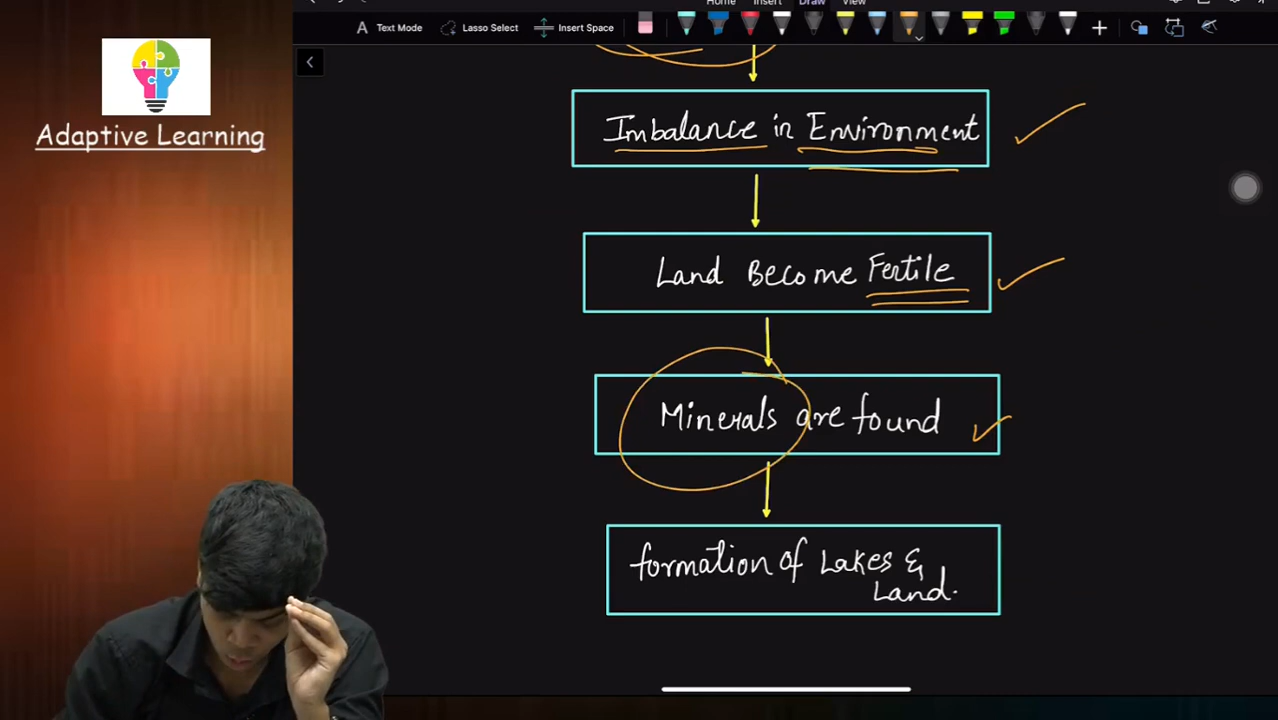 Home Insert Draw View
Text Mode Lasso Select Insert Space
Adaptive Learning
Imbalance in Environment
Land Become Fertile
Minerals are found
formation of Lakes &
Land.